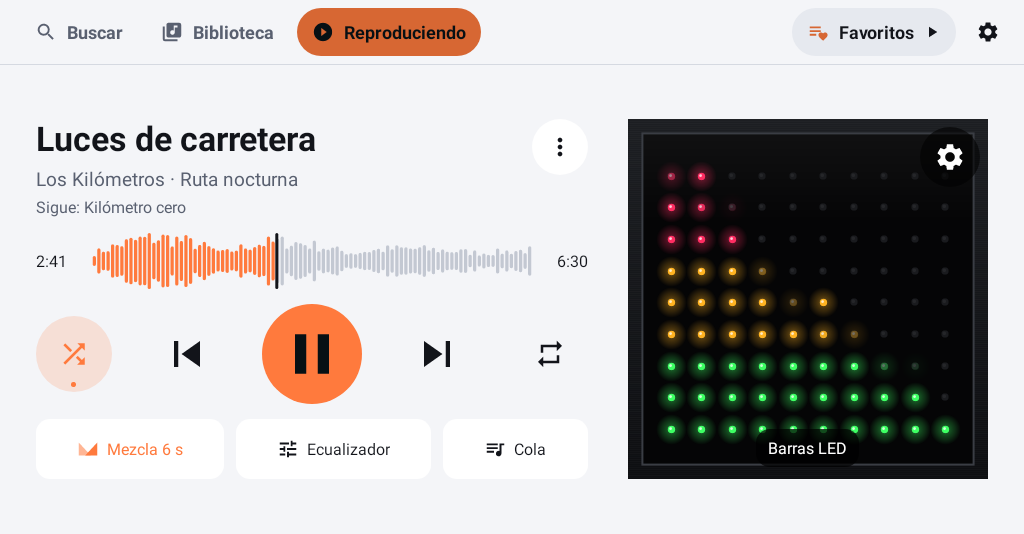 Buscar
Biblioteca
Reproduciendo
Favoritos
Luces de carretera
Los Kilómetros · Ruta nocturna
Sigue: Kilómetro cero
2:41
6:30
Mezcla 6 s
Ecualizador
Cola
Barras LED